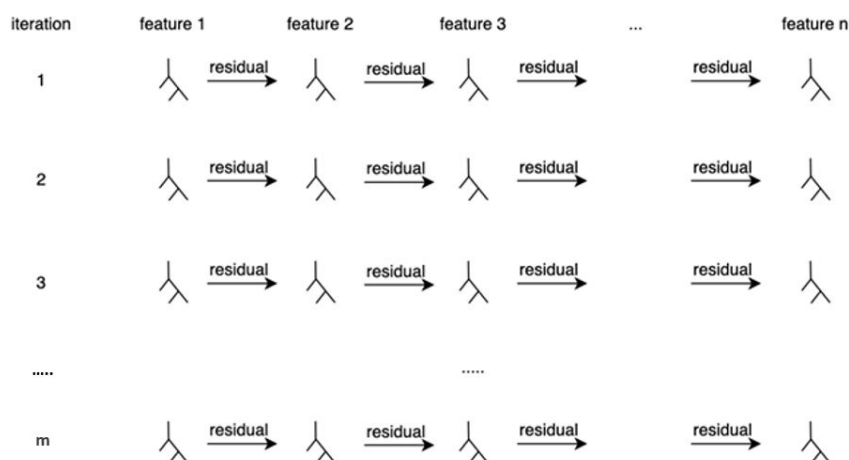 iteration feature 1 feature 2 feature 3 ... feature n
1 residual residual residual residual
2 residual residual residual residual
3 residual residual residual residual
..... .....
m residual residual residual residual